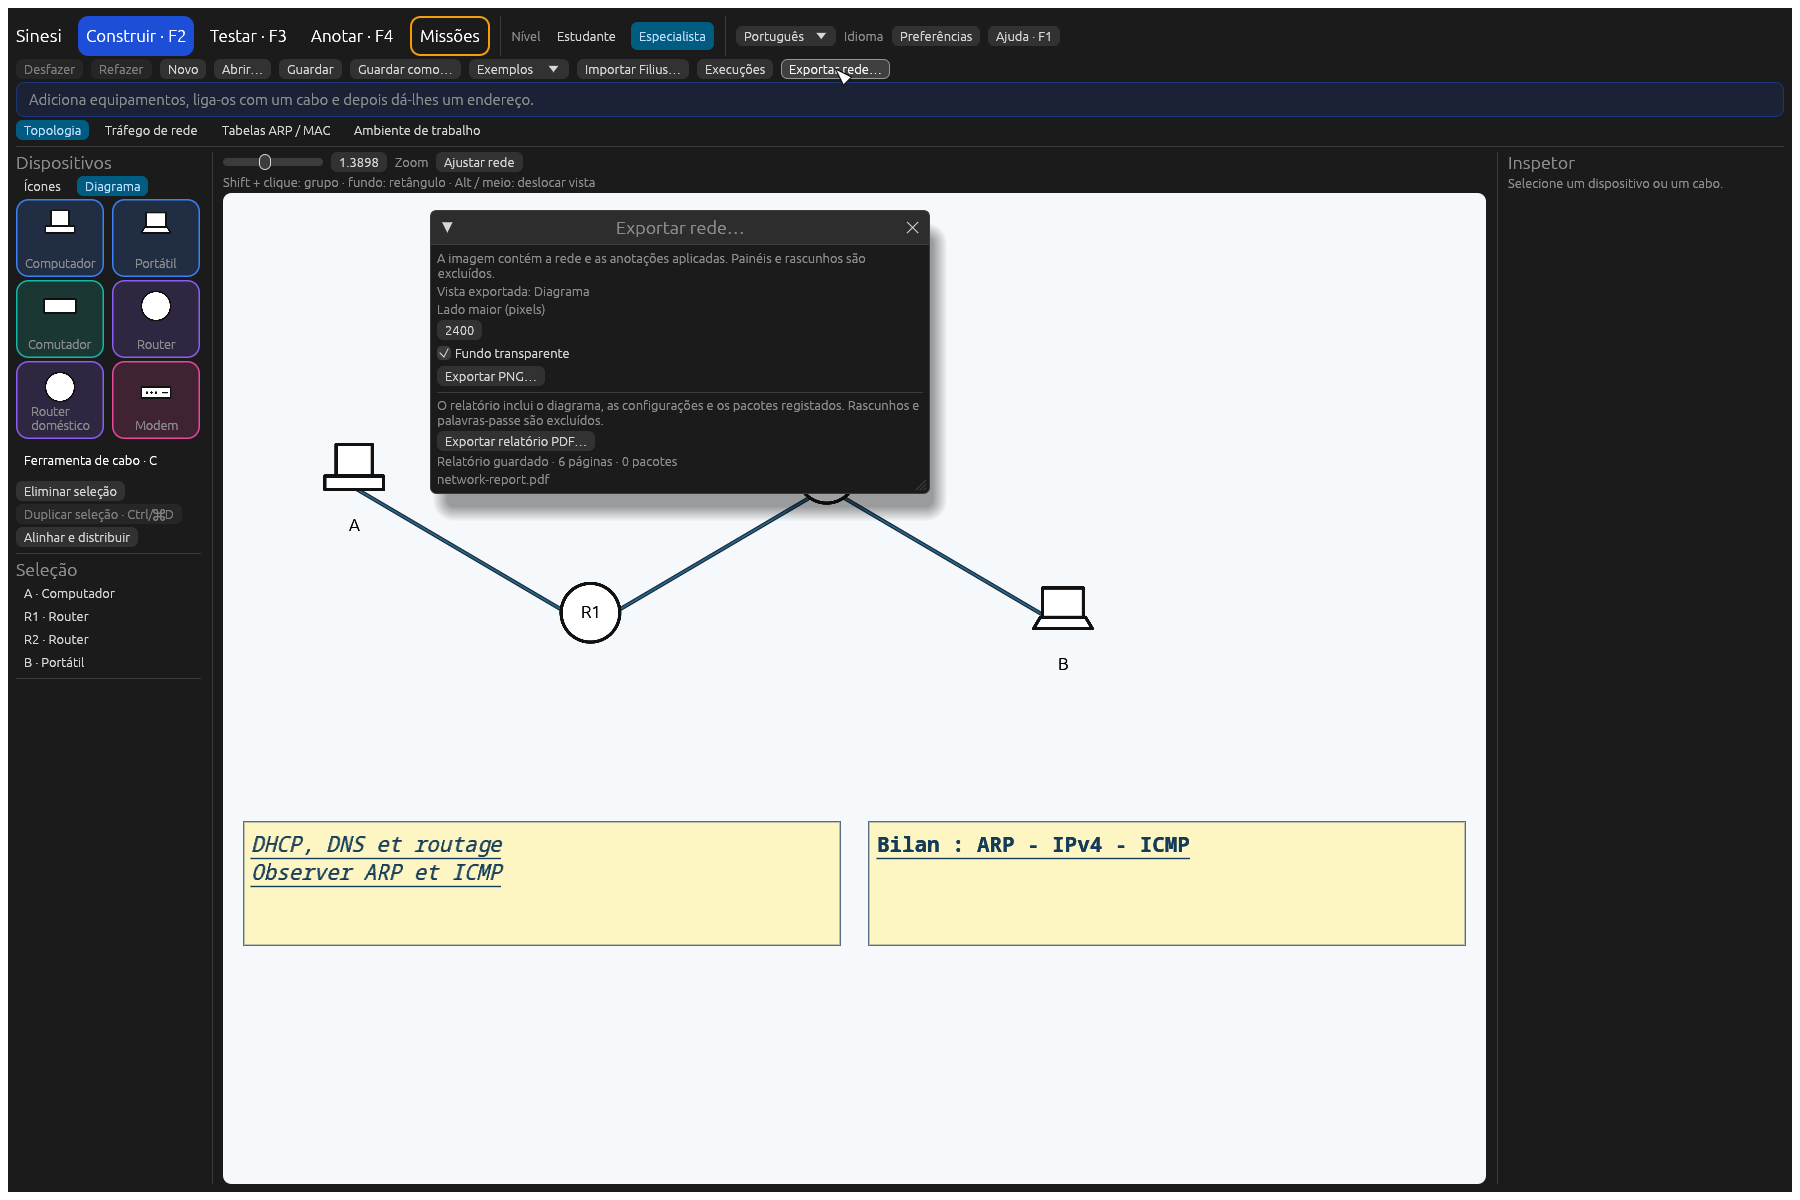 Sinesi
Construir · F2
Testar · F3
Anotar · F4
Missões
Nível
Estudante
Especialista
Português
Idioma
Preferências
Ajuda · F1
Desfazer
Refazer
Novo
Abrir…
Guardar
Guardar como…
Exemplos
Importar Filius…
Execuções
Exportar rede…
Adiciona equipamentos, liga-os com um cabo e depois dá-lhes um endereço.
Topologia
Tráfego de rede
Tabelas ARP / MAC
Ambiente de trabalho
Dispositivos
Ícones
Diagrama
Computador
Portátil
Comutador
Router
Router
doméstico
Modem
Ferramenta de cabo · C
Eliminar seleção
Duplicar seleção · Ctrl/⌘D
Alinhar e distribuir
Seleção
A · Computador
R1 · Router
R2 · Router
B · Portátil
1.3898
Zoom
Ajustar rede
Shift + clique: grupo · fundo: retângulo · Alt / meio: deslocar vista
Exportar rede…
A imagem contém a rede e as anotações aplicadas. Painéis e rascunhos são
excluídos.
Vista exportada: Diagrama
Lado maior (pixels)
2400
Fundo transparente
Exportar PNG…
O relatório inclui o diagrama, as configurações e os pacotes registados. Rascunhos e
palavras-passe são excluídos.
Exportar relatório PDF…
Relatório guardado · 6 páginas · 0 pacotes
network-report.pdf
A
R1
B
DHCP, DNS et routage
Observer ARP et ICMP
Bilan : ARP - IPv4 - ICMP
Inspetor
Selecione um dispositivo ou um cabo.